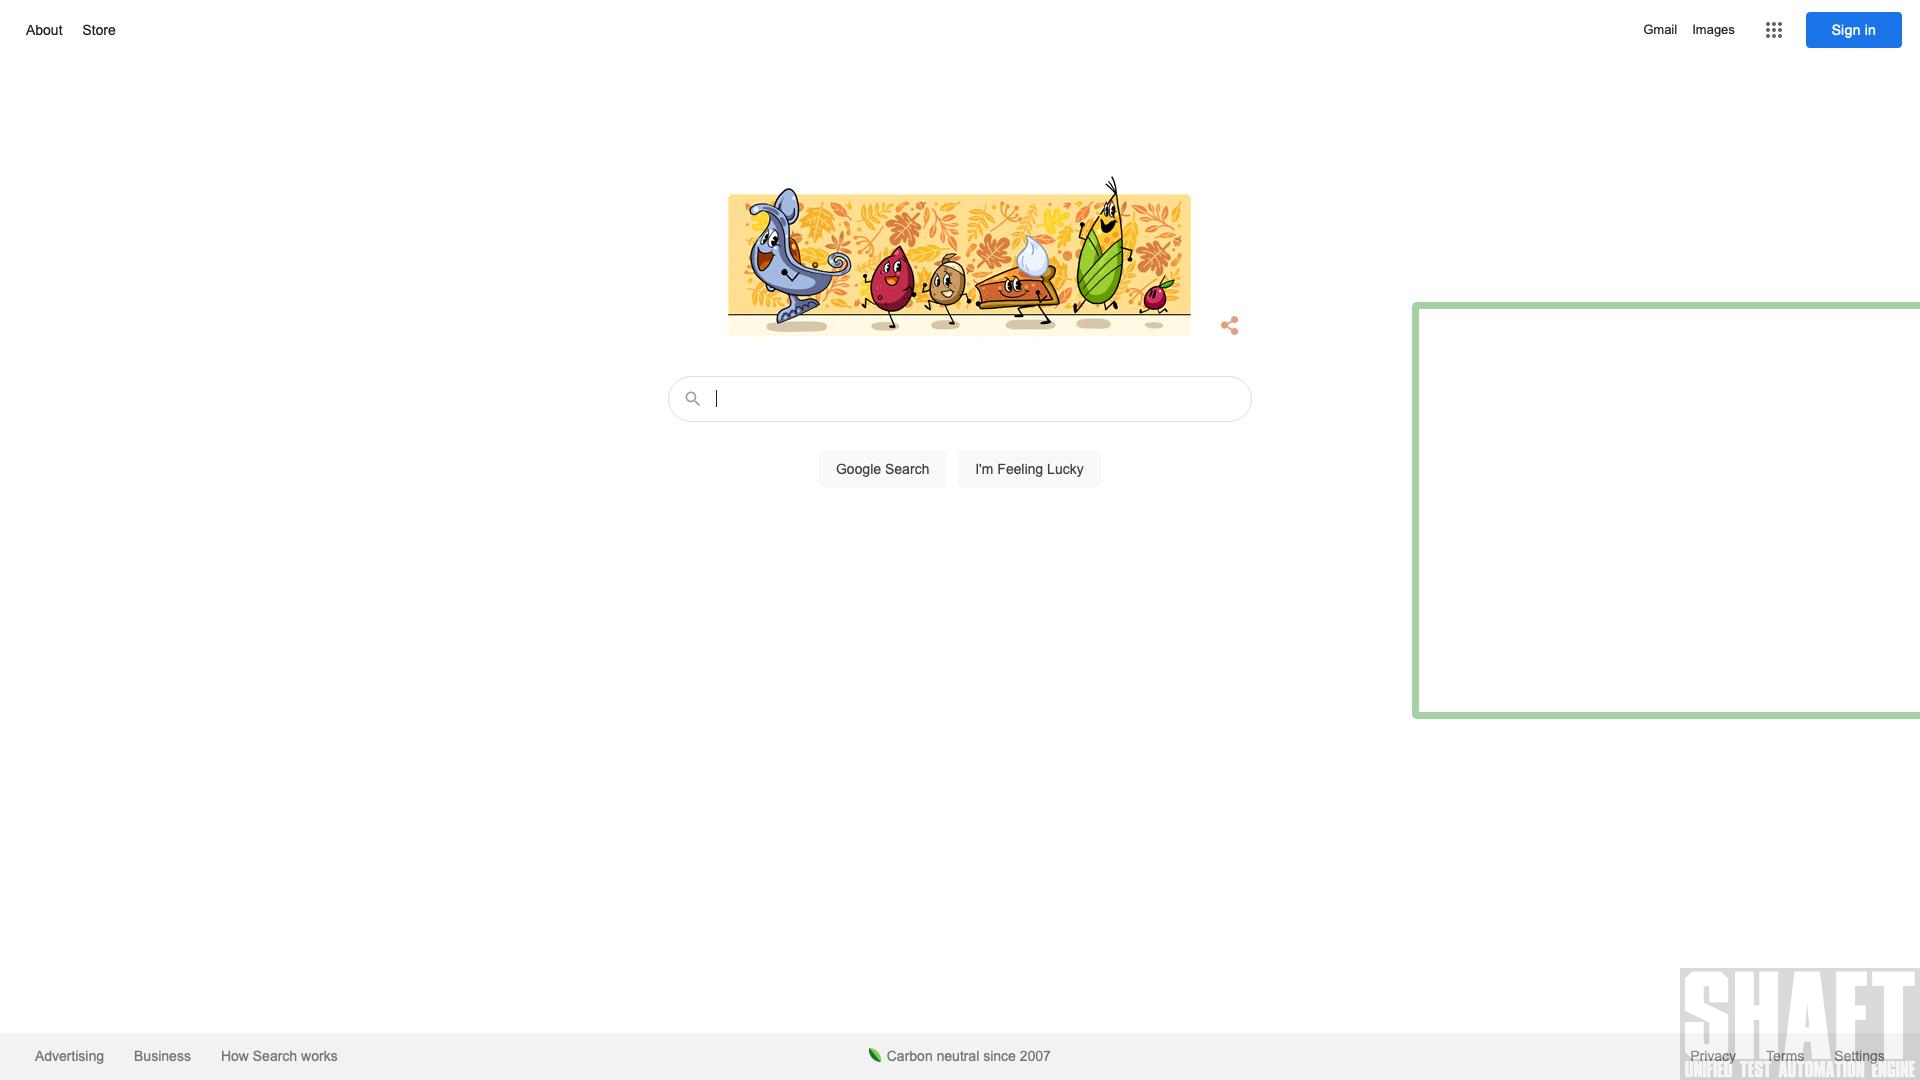 About Store
Gmail Images Sign in
Google Search I'm Feeling Lucky
Advertising Business How Search works
Carbon neutral since 2007
SHAFT
Privacy Terms Settings
UNIFIED TEST AUTOMATION ENGINE